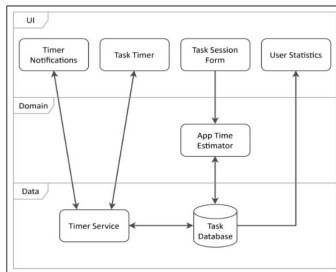 UI
Timer
Notifications
Task Timer
Task Session
Form
User Statistics
Domain
App Time
Estimator
Data
Timer Service
Task
Database